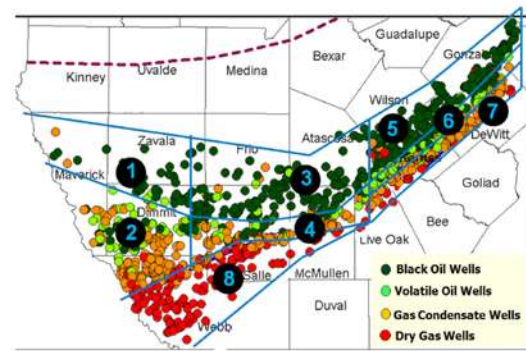 Guadalupe
Gonza
Bexar
Kinney
Uvalde
Medina
Wilson
5
6
7
Zavala
Frio
Atascosa
DeWitt
Maverick
1
3
Goliad
Dimmit
2
4
Bee
Live Oak
8
Salle
McMullen
Webb
Duval
Black Oil Wells
Volatile Oil Wells
Gas Condensate Wells
Dry Gas Wells